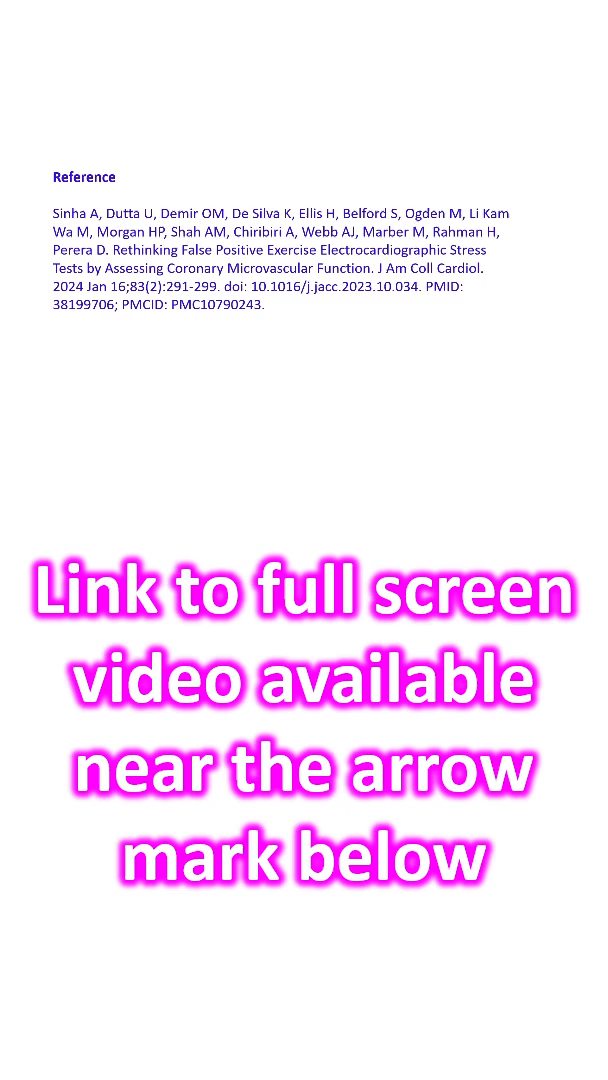 Reference
Sinha A, Dutta U, Demir OM, De Silva K, Ellis H, Belford S, Ogden M, Li Kam
Wa M, Morgan HP, Shah AM, Chiribiri A, Webb AJ, Marber M, Rahman H,
Perera D. Rethinking False Positive Exercise Electrocardiographic Stress
Tests by Assessing Coronary Microvascular Function. J Am Coll Cardiol.
2024 Jan 16;83(2):291-299. doi: 10.1016/j.jacc.2023.10.034. PMID:
38199706; PMCID: PMC10790243.
Link to full screen
video available
near the arrow
mark below